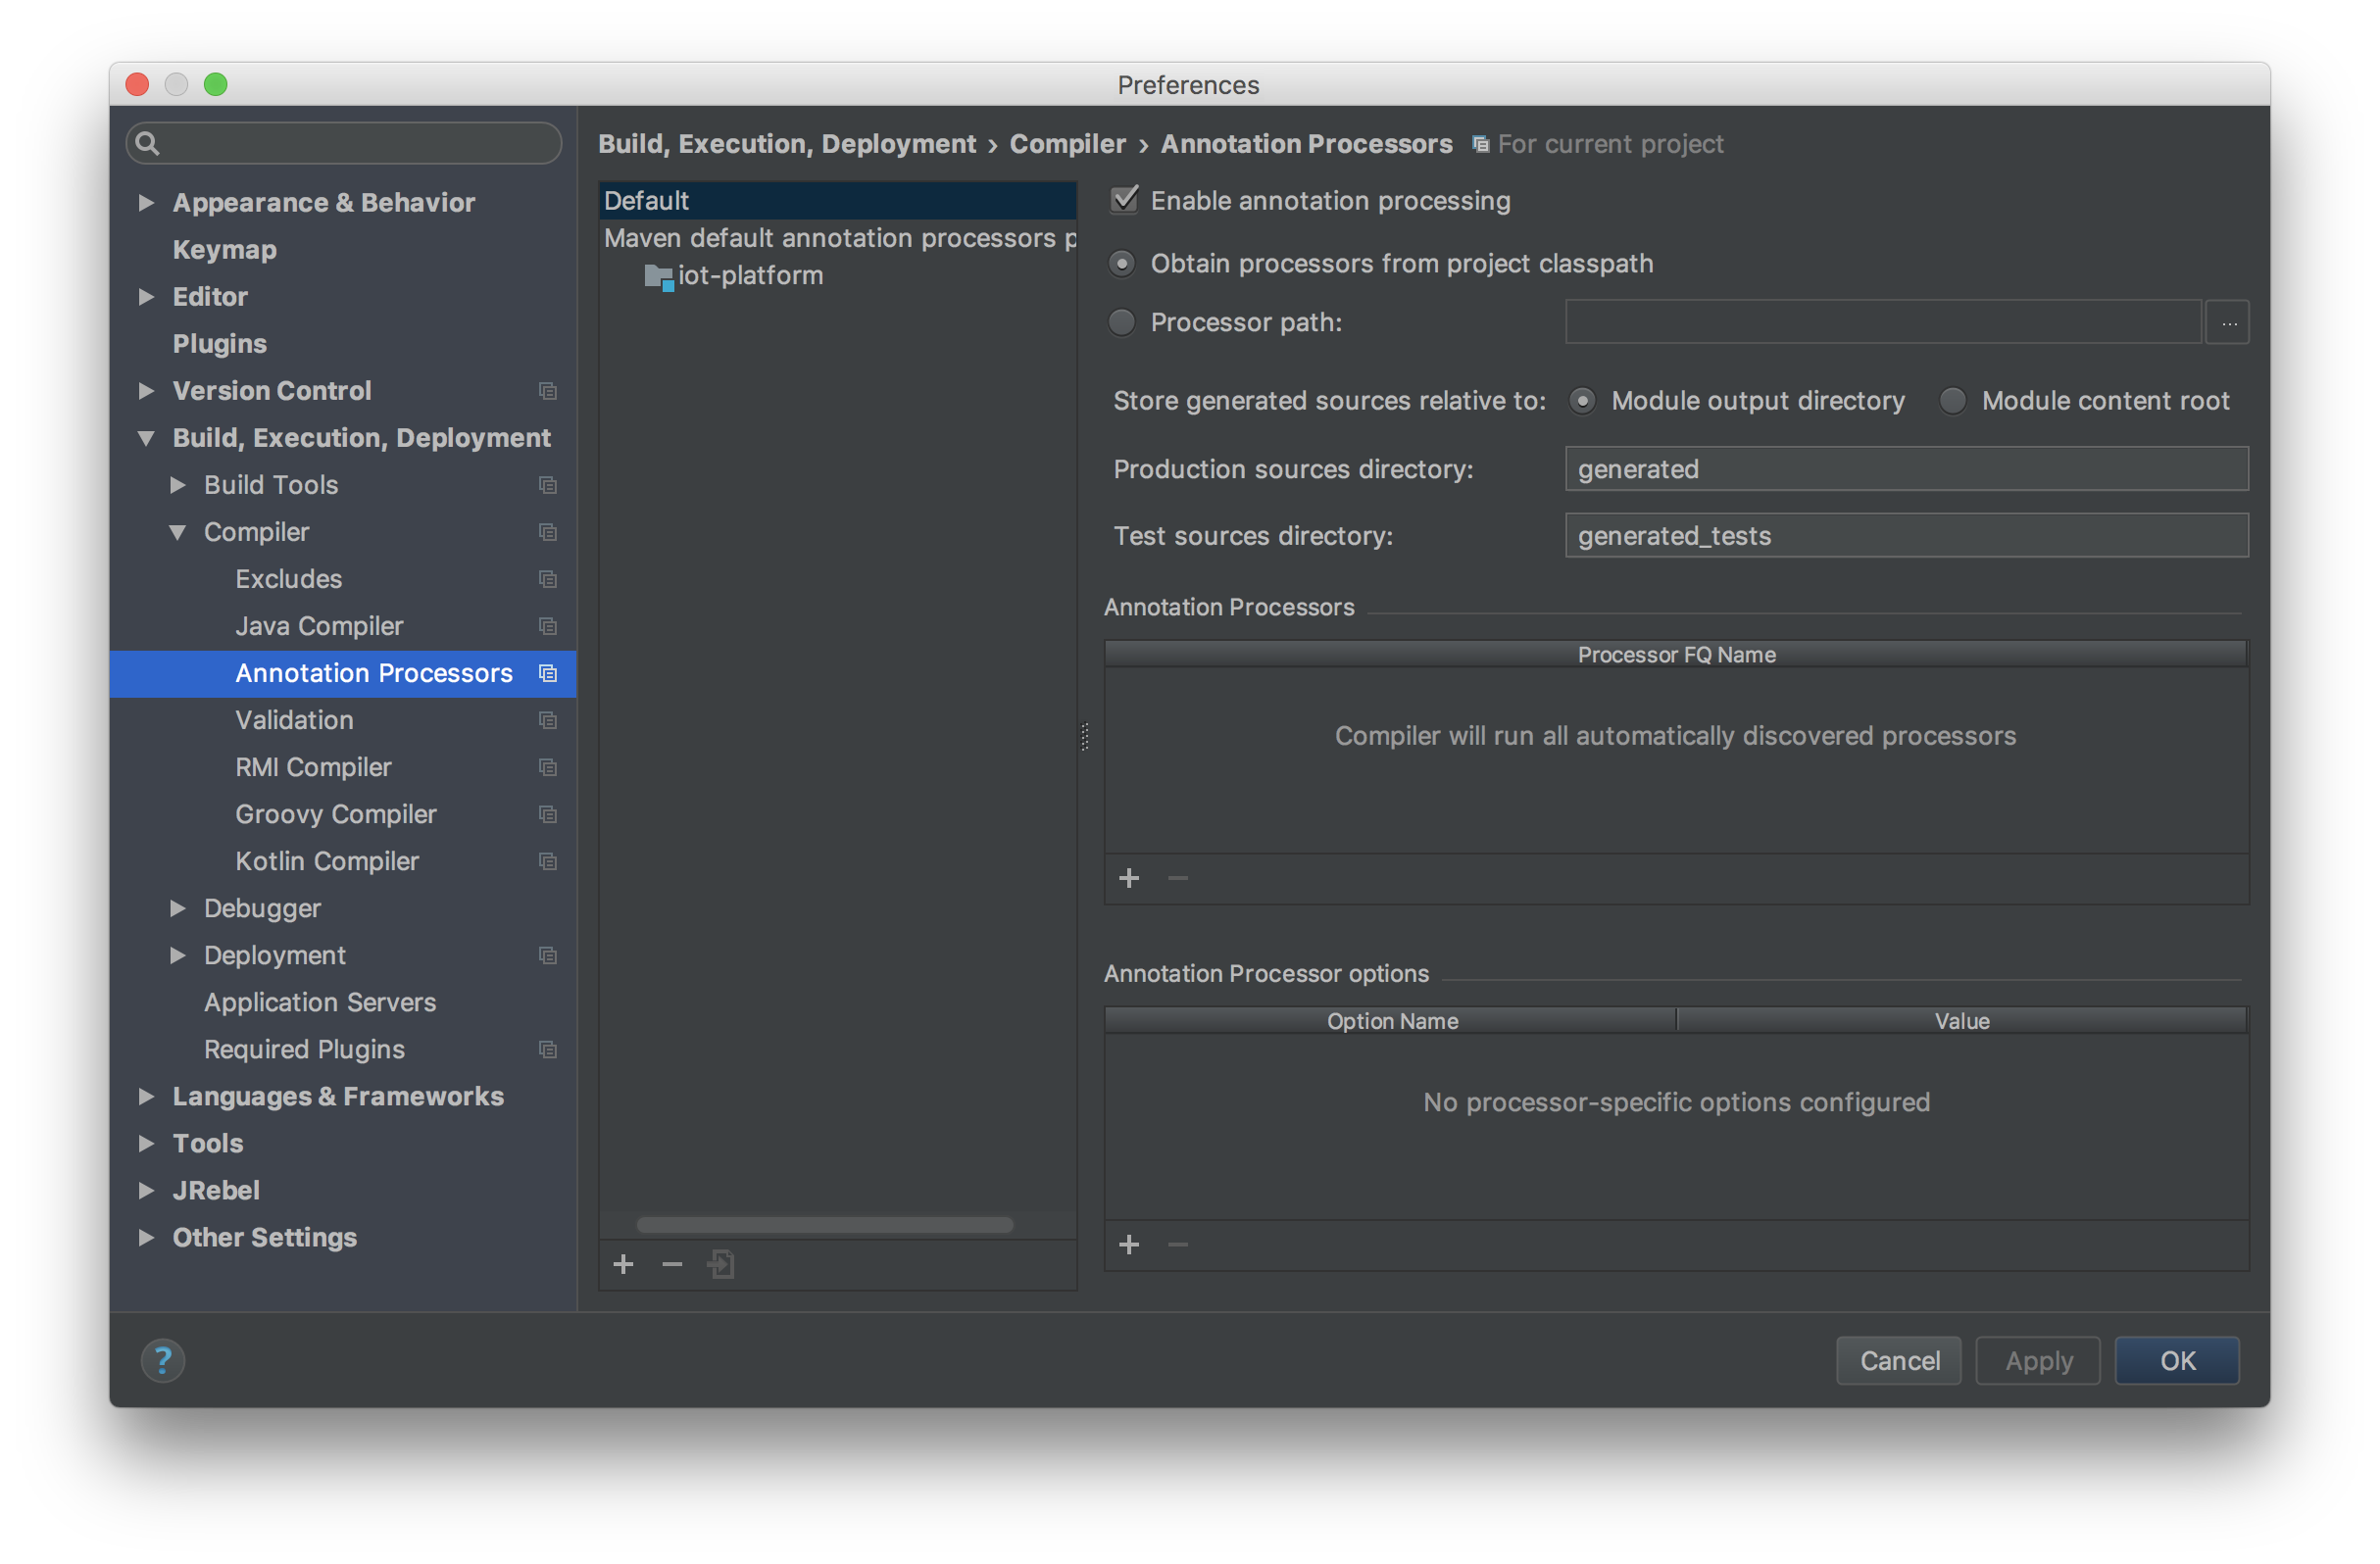 Preferences
Build, Execution, Deployment › Compiler › Annotation Processors For current project
Appearance & Behavior
Keymap
Editor
Plugins
Version Control
Build, Execution, Deployment
Build Tools
Compiler
Excludes
Java Compiler
Annotation Processors
Validation
RMI Compiler
Groovy Compiler
Kotlin Compiler
Debugger
Deployment
Application Servers
Required Plugins
Languages & Frameworks
Tools
JRebel
Other Settings
Default
Maven default annotation processors p
iot-platform
Enable annotation processing
Obtain processors from project classpath
Processor path:
...
Store generated sources relative to: Module output directory Module content root
Production sources directory: generated
Test sources directory: generated_tests
Annotation Processors
Processor FQ Name
Compiler will run all automatically discovered processors
Annotation Processor options
Option Name Value
No processor-specific options configured
?
Cancel Apply OK